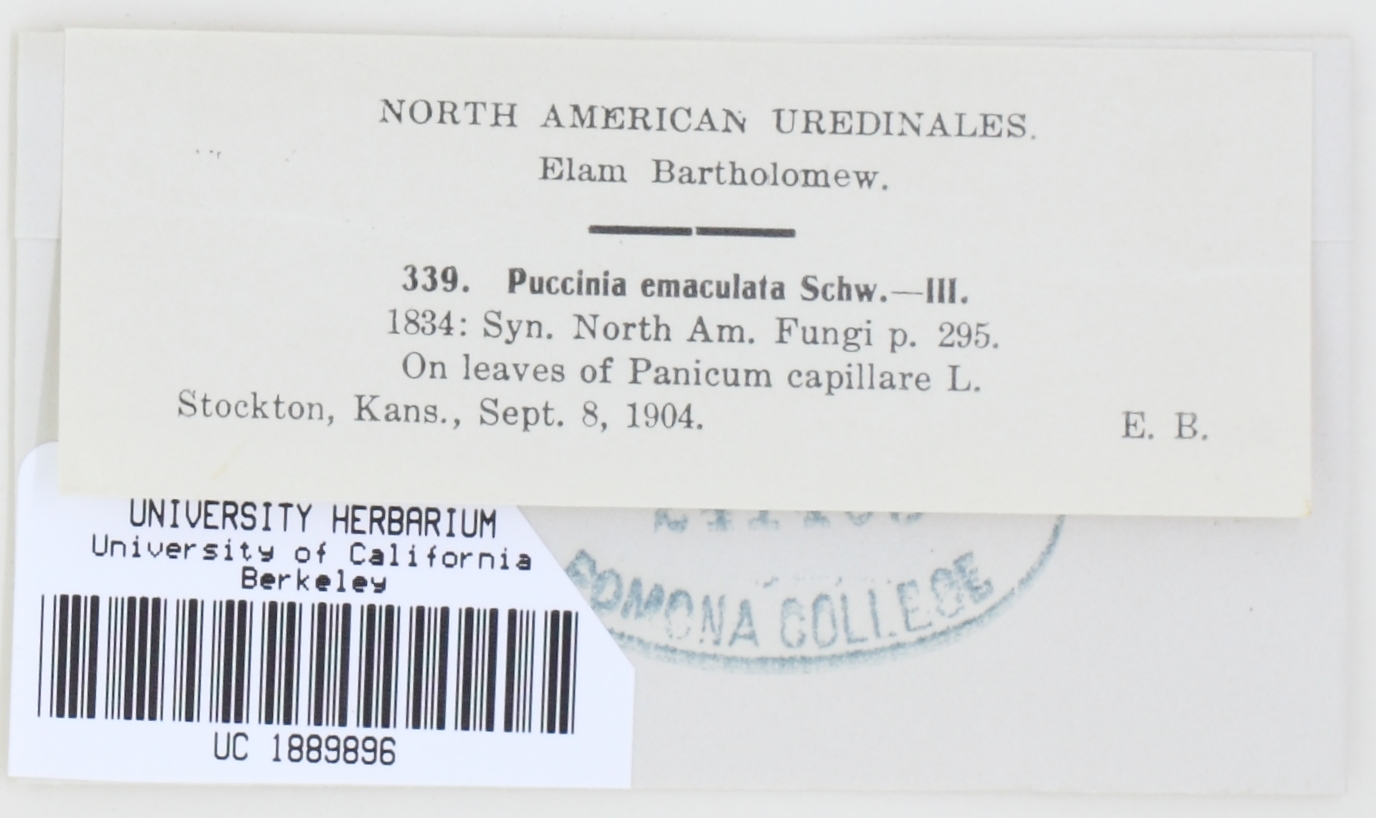 NORTH AMERICAN UREDINALES.
Elam Bartholomew.
339. Puccinia emaculata Schw.—III.
1834: Syn. North Am. Fungi p. 295.
On leaves of Panicum capillare L.
Stockton, Kans., Sept. 8, 1904. E. B.
UNIVERSITY HERBARIUM
University of California
Berkeley
UC 1889896
POMONA COLLEGE